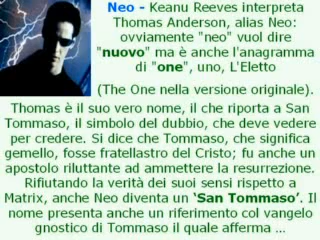 Neo - Keanu Reeves interpreta
Thomas Anderson, alias Neo:
ovviamente "neo" vuol dire
"nuovo" ma è anche l'anagramma
di "one", uno, L'Eletto
(The One nella versione originale).
Thomas è il suo vero nome, il che riporta a San
Tommaso, il simbolo del dubbio, che deve vedere
per credere. Si dice che Tommaso, che significa
gemello, fosse fratellastro del Cristo; fu anche un
apostolo riluttante ad ammettere la resurrezione.
Rifiutando la verità dei suoi sensi rispetto a
Matrix, anche Neo diventa un 'San Tommaso'. Il
nome presenta anche un riferimento col vangelo
gnostico di Tommaso il quale afferma ...